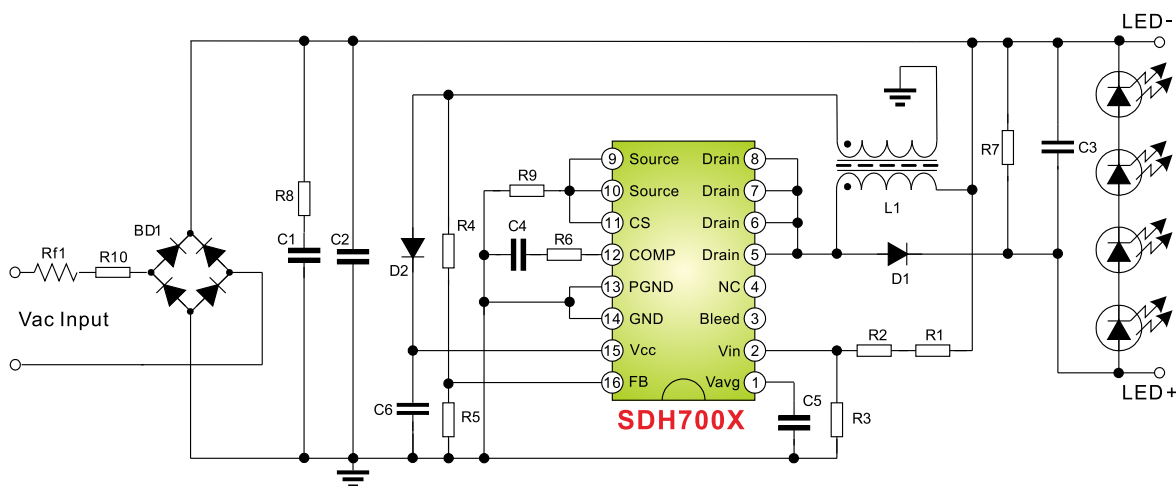 LED-
BD1
Rf1
R10
Vac Input
R8
C1
C2
D2
R4
C6
R5
R9
C4
R6
9 Source
10 Source
11 CS
12 COMP
13 PGND
14 GND
15 Vcc
16 FB
Drain 8
Drain 7
Drain 6
Drain 5
NC 4
Bleed 3
Vin 2
Vavg 1
SDH700X
L1
D1
R7
C3
R2
R1
C5
R3
LED+